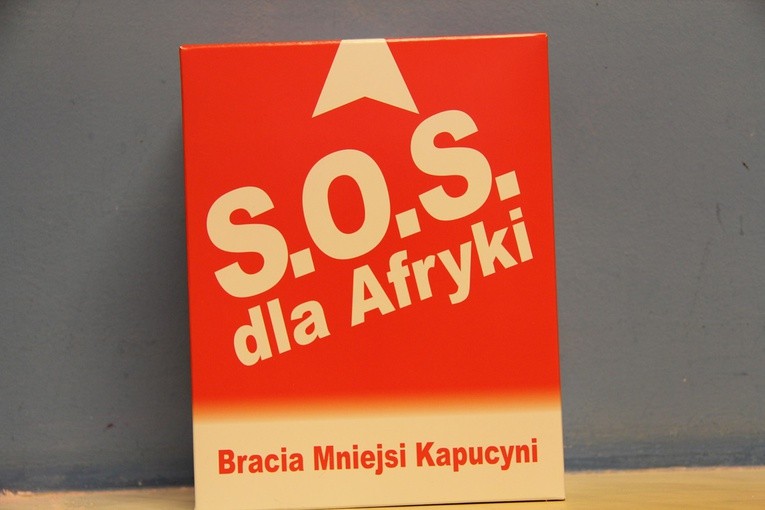 S.O.S.
dla Afryki
Bracia Mniejsi Kapucyni